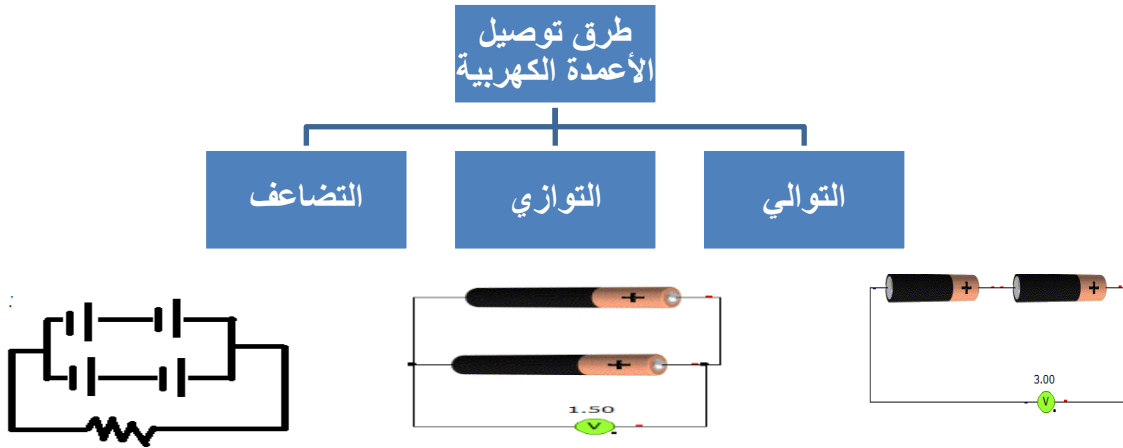 طرق توصيل
الأعمدة الكهربية
التوالي
التوازي
التضاعف
+
+ +
+
3.00
V
1.50
V